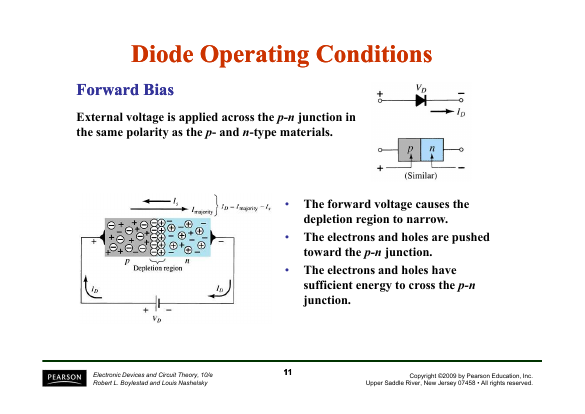 Diode Operating Conditions
Forward Bias
External voltage is applied across the p-n junction in
the same polarity as the p- and n-type materials.
V_D
+ −
I_D
p n
+ −
(Similar)
I_s
I_majority
I_D = I_majority − I_s
+ −
p n
Depletion region
I_D I_D
+ −
V_D
• The forward voltage causes the
depletion region to narrow.
• The electrons and holes are pushed
toward the p-n junction.
• The electrons and holes have
sufficient energy to cross the p-n
junction.
PEARSON
Electronic Devices and Circuit Theory, 10/e
Robert L. Boylestad and Louis Nashelsky
11
Copyright ©2009 by Pearson Education, Inc.
Upper Saddle River, New Jersey 07458 • All rights reserved.